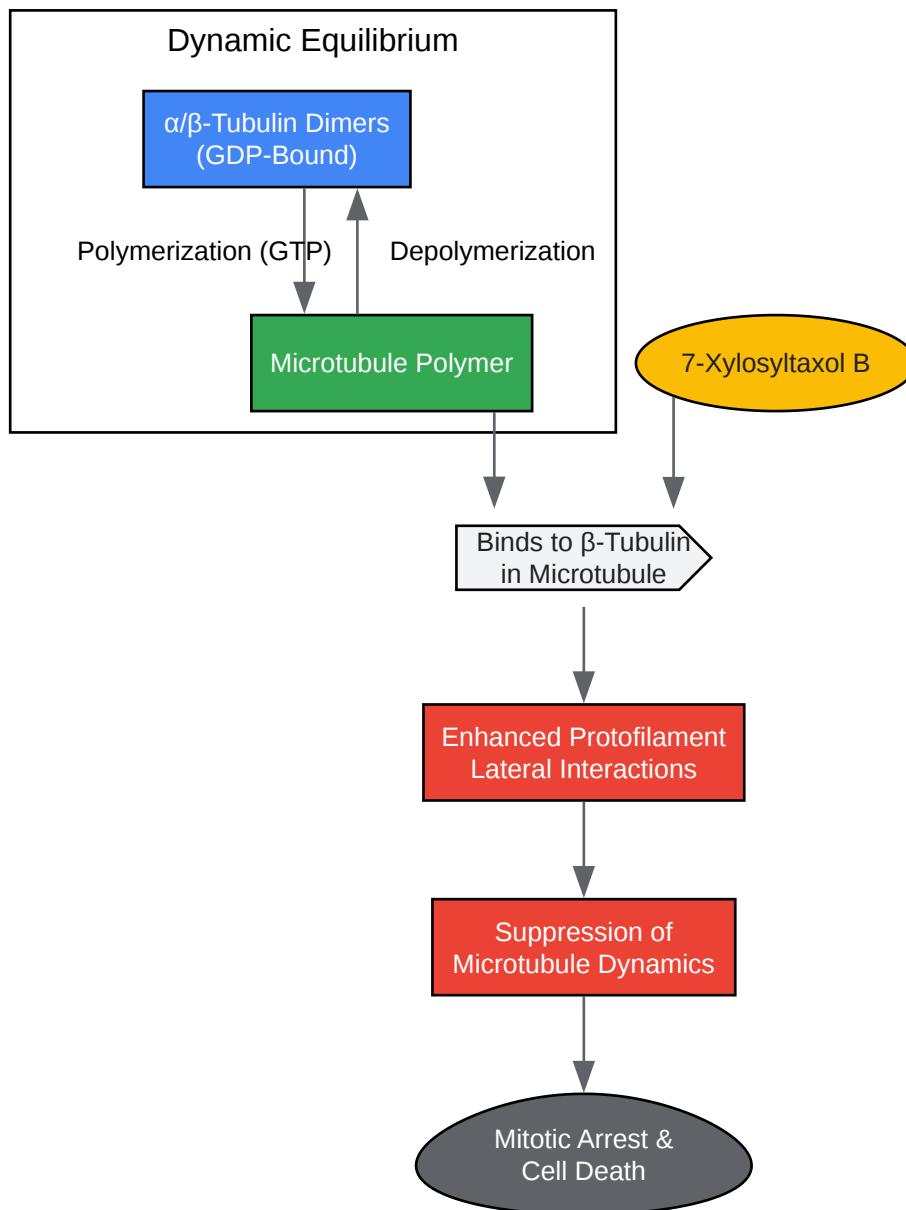 Dynamic Equilibrium
α/β-Tubulin Dimers
(GDP-Bound)
Polymerization (GTP)
Depolymerization
Microtubule Polymer
7-Xylosyltaxol B
Binds to β-Tubulin
in Microtubule
Enhanced Protofilament
Lateral Interactions
Suppression of
Microtubule Dynamics
Mitotic Arrest &
Cell Death